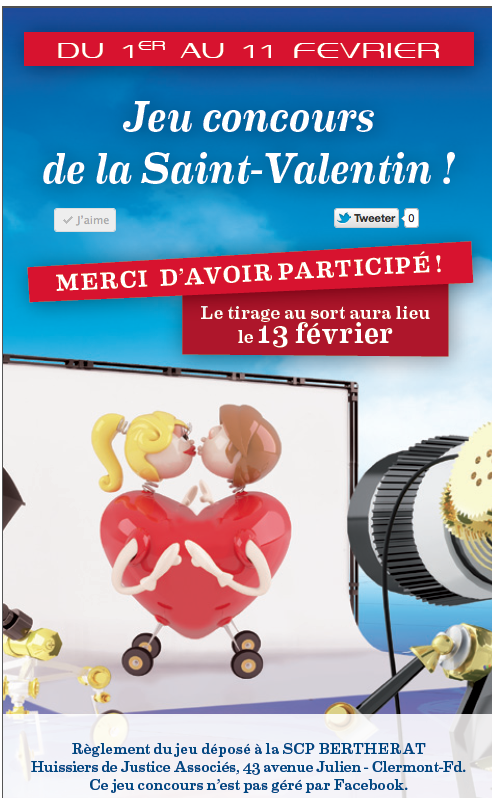 DU 1ER AU 11 FEVRIER
Jeu concours
de la Saint-Valentin !
J'aime
Tweeter 0
MERCI D'AVOIR PARTICIPÉ !
Le tirage au sort aura lieu
le 13 février
Règlement du jeu déposé à la SCP BERTHERAT
Huissiers de Justice Associés, 43 avenue Julien - Clermont-Fd.
Ce jeu concours n'est pas géré par Facebook.